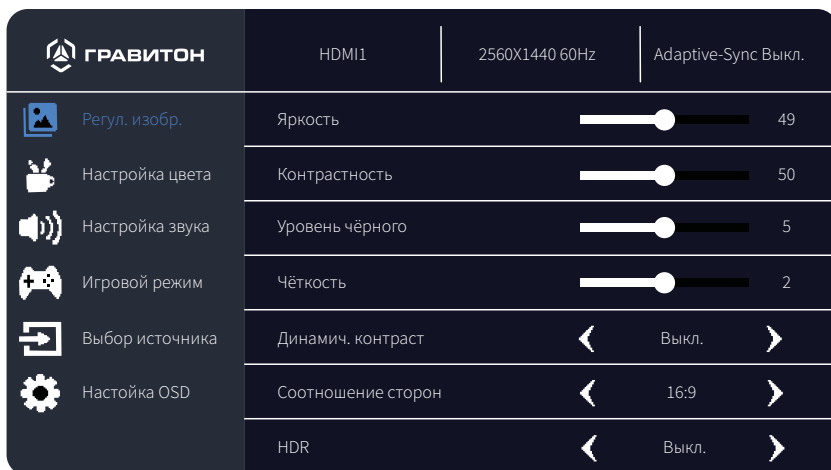 ГРАВИТОН
HDMI1 2560X1440 60Hz Adaptive-Sync Выкл.
Регул. изобр. Яркость 49
Настройка цвета Контрастность 50
Настройка звука Уровень чёрного 5
Игровой режим Чёткость 2
Выбор источника Динамич. контраст Выкл.
Настойка OSD Соотношение сторон 16:9
HDR Выкл.